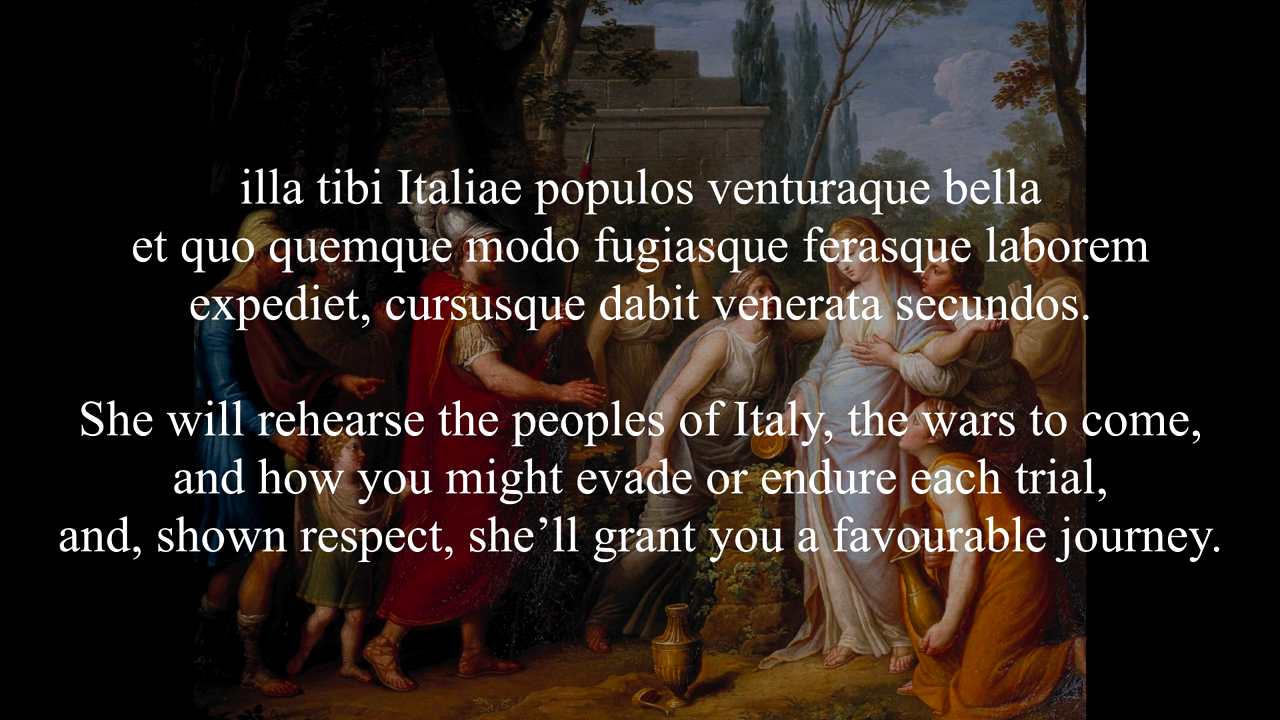 illa tibi Italiae populos venturaque bella
et quo quemque modo fugiasque ferasque laborem
expediet, cursusque dabit venerata secundos.
She will rehearse the peoples of Italy, the wars to come,
and how you might evade or endure each trial,
and, shown respect, she’ll grant you a favourable journey.